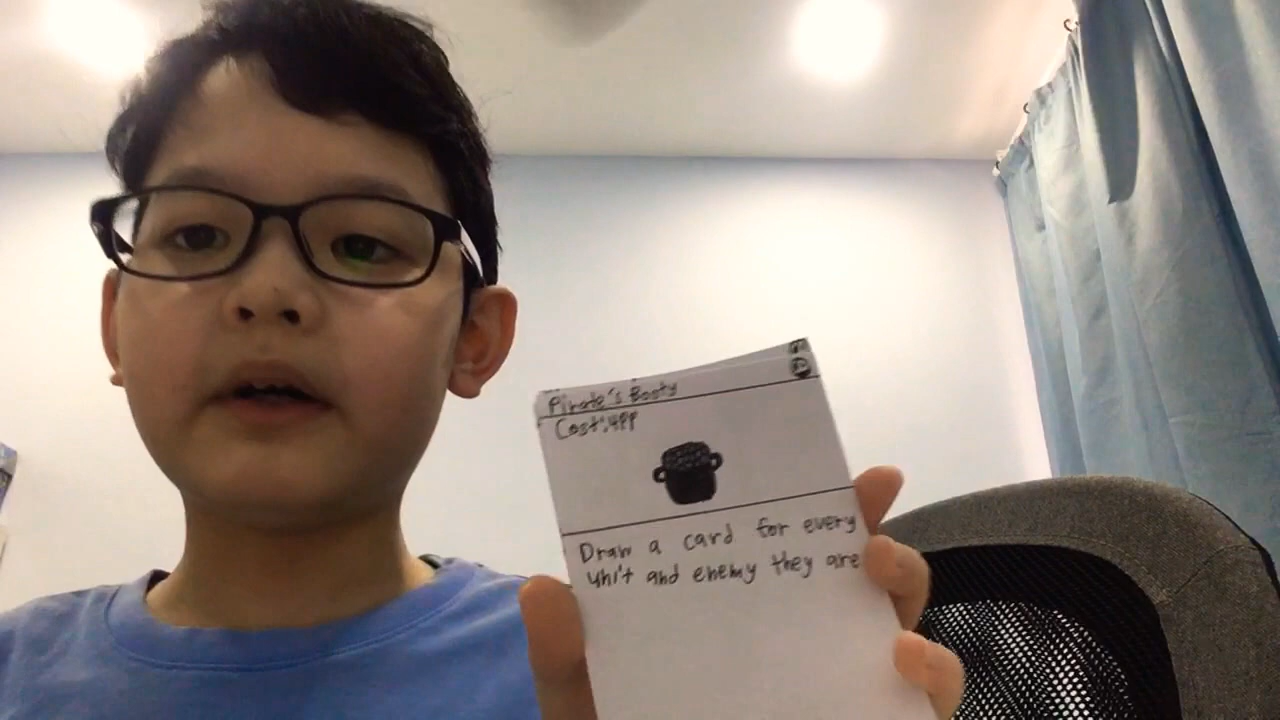 Pirate's Booty
Cost:4PP
Draw a card for every
unit and enemy they are